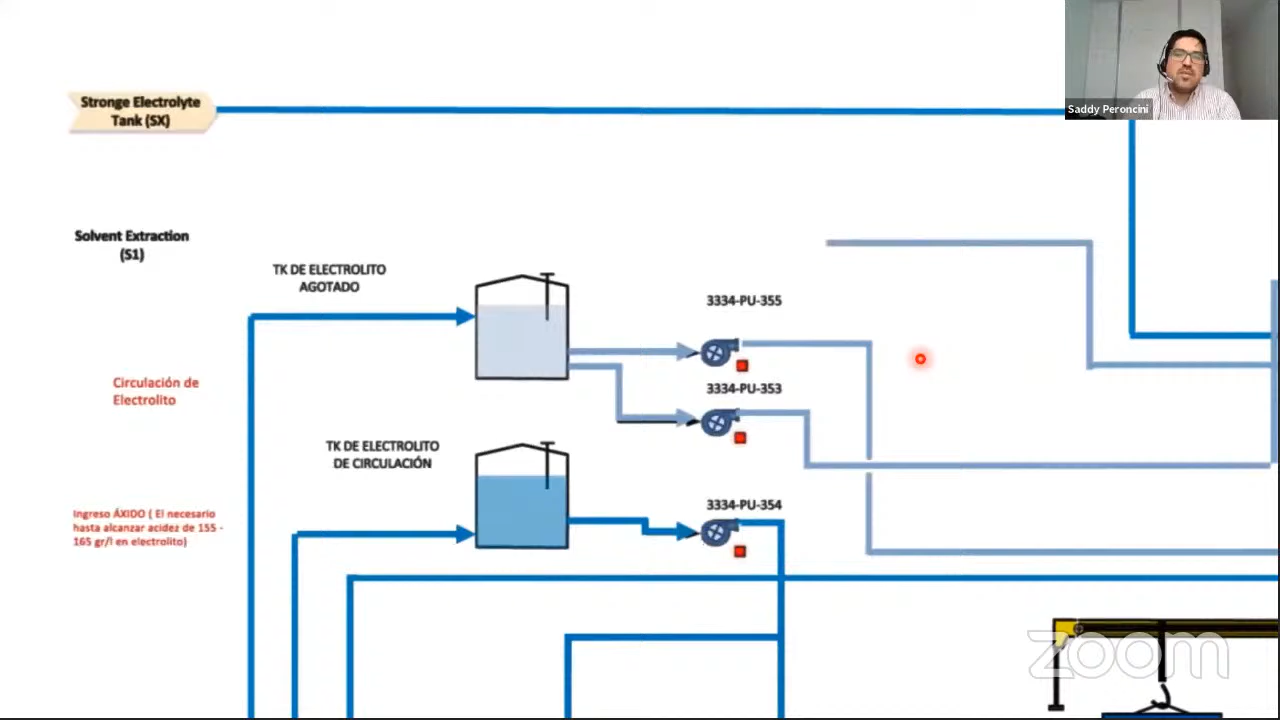 Saddy Peroncini
Stronge Electrolyte
Tank (SX)
Solvent Extraction
(S1)
TK DE ELECTROLITO
AGOTADO
3334-PU-355
Circulación de
Electrolito
3334-PU-353
TK DE ELECTROLITO
DE CIRCULACIÓN
Ingreso ÁXIDO ( El necesario
hasta alcanzar acidez de 155 -
165 gr/l en electrolito)
3334-PU-354
zoom